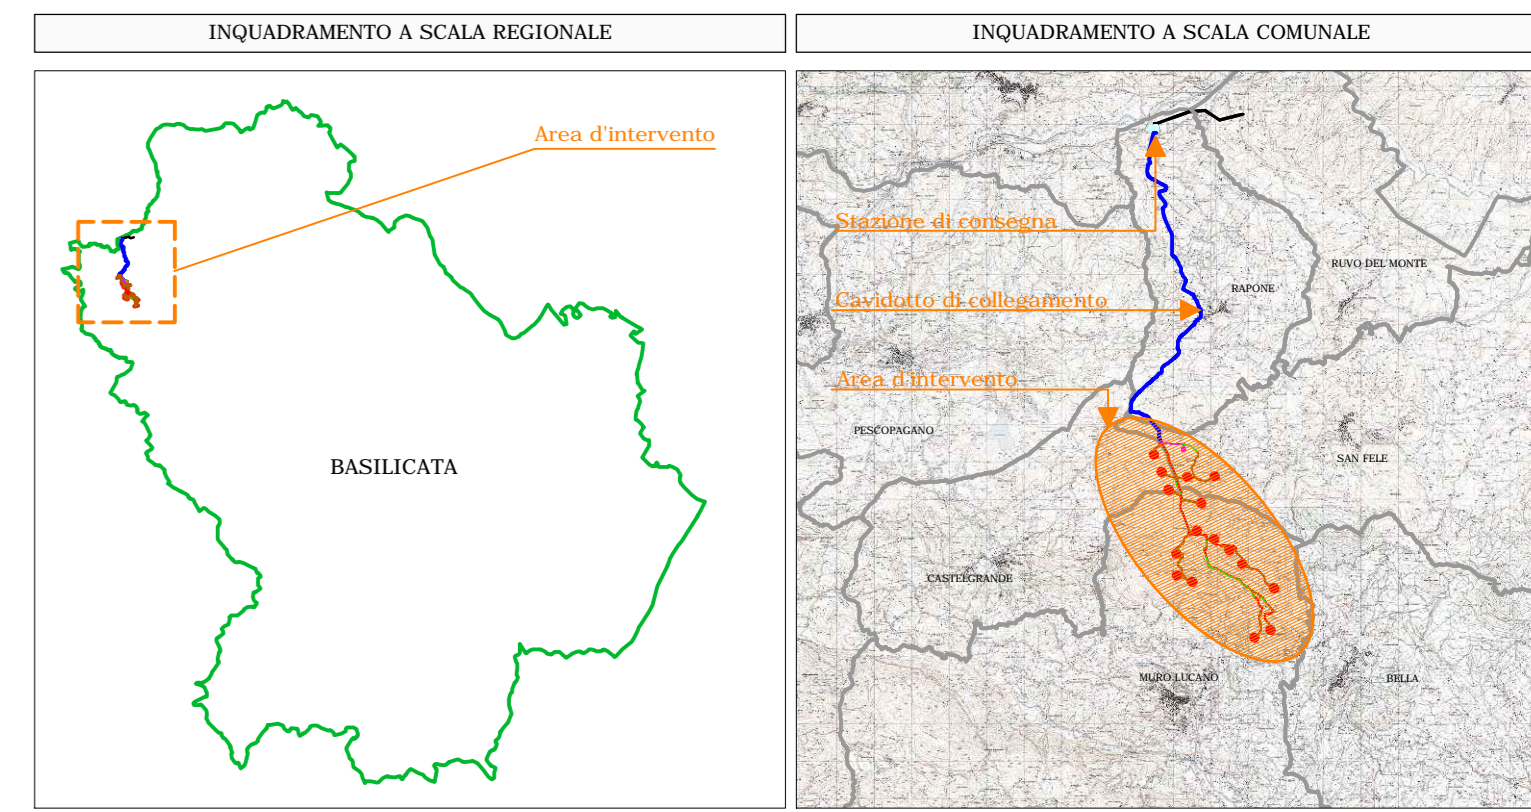 INQUADRAMENTO A SCALA REGIONALE
Area d'intervento
BASILICATA
INQUADRAMENTO A SCALA COMUNALE
Stazione di consegna
RUVO DEL MONTE
RAPONE
Cavidotto di collegamento
Area d'intervento
PESCOPAGANO
SAN FELE
CASTELGRANDE
MURO LUCANO
BELLA